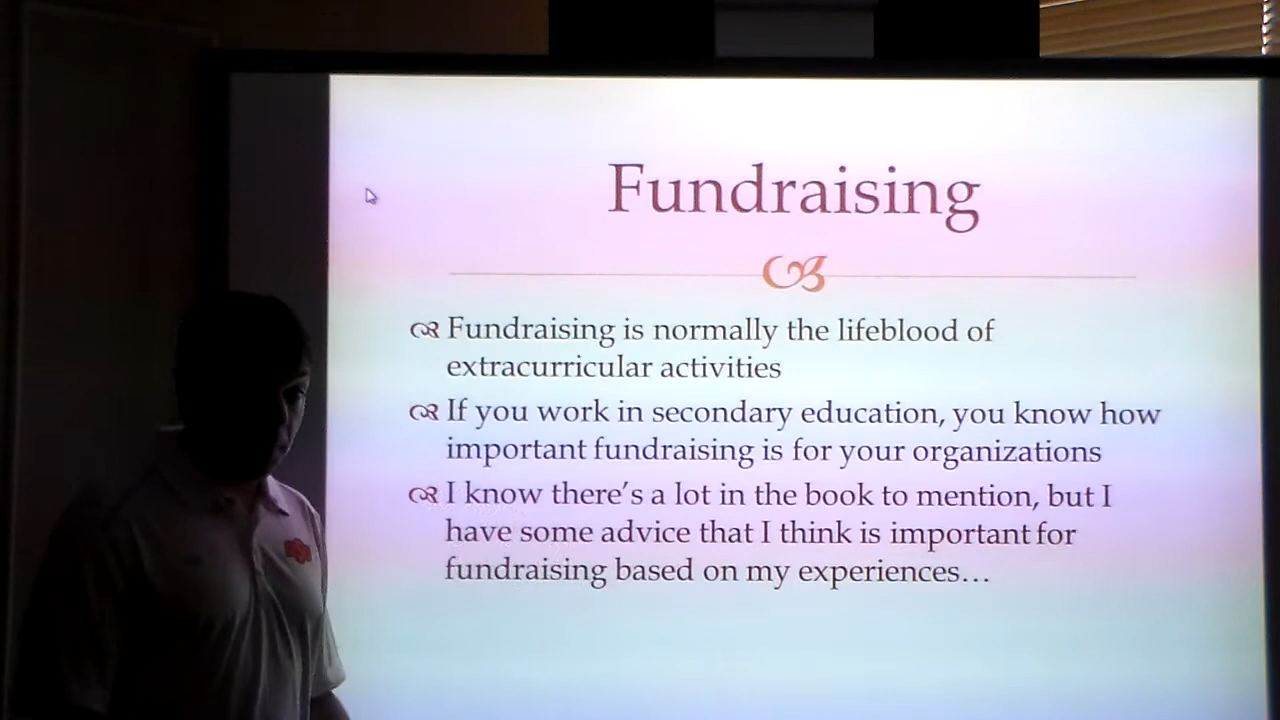 Fundraising
Fundraising is normally the lifeblood of
extracurricular activities
If you work in secondary education, you know how
important fundraising is for your organizations
I know there’s a lot in the book to mention, but I
have some advice that I think is important for
fundraising based on my experiences…